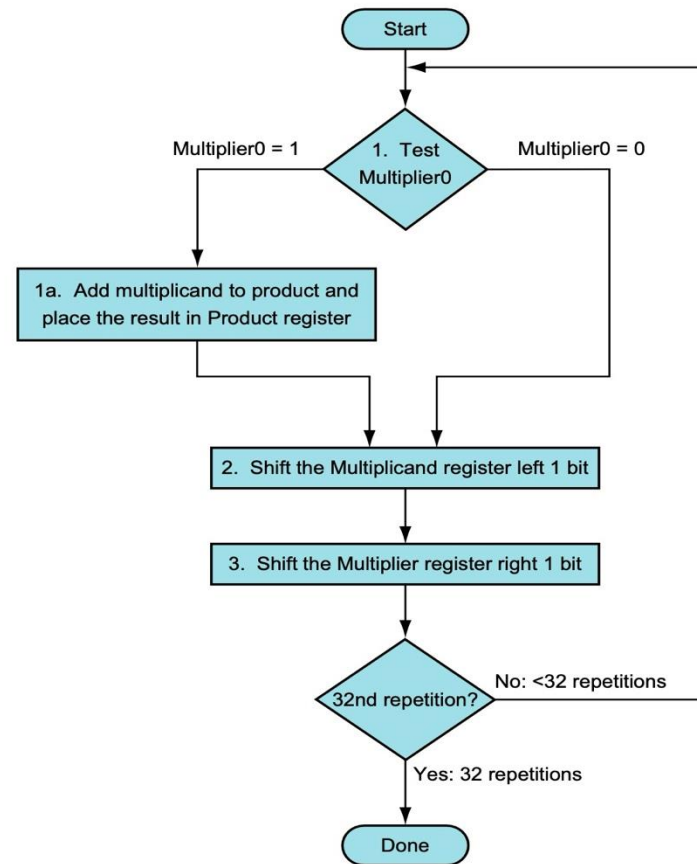 Start
Multiplier0 = 1
1. Test
Multiplier0
Multiplier0 = 0
1a. Add multiplicand to product and
place the result in Product register
2. Shift the Multiplicand register left 1 bit
3. Shift the Multiplier register right 1 bit
32nd repetition?
No: <32 repetitions
Yes: 32 repetitions
Done